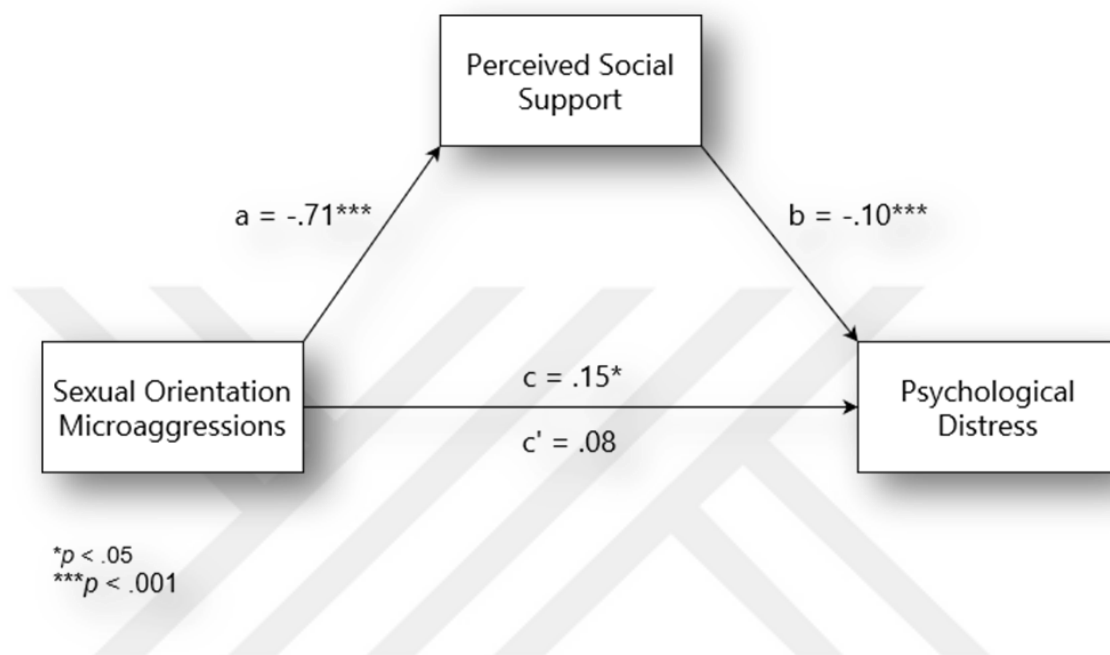 Perceived Social
Support
a = -.71***
b = -.10***
Sexual Orientation
Microaggressions
c = .15*
c' = .08
Psychological
Distress
*p < .05
***p < .001